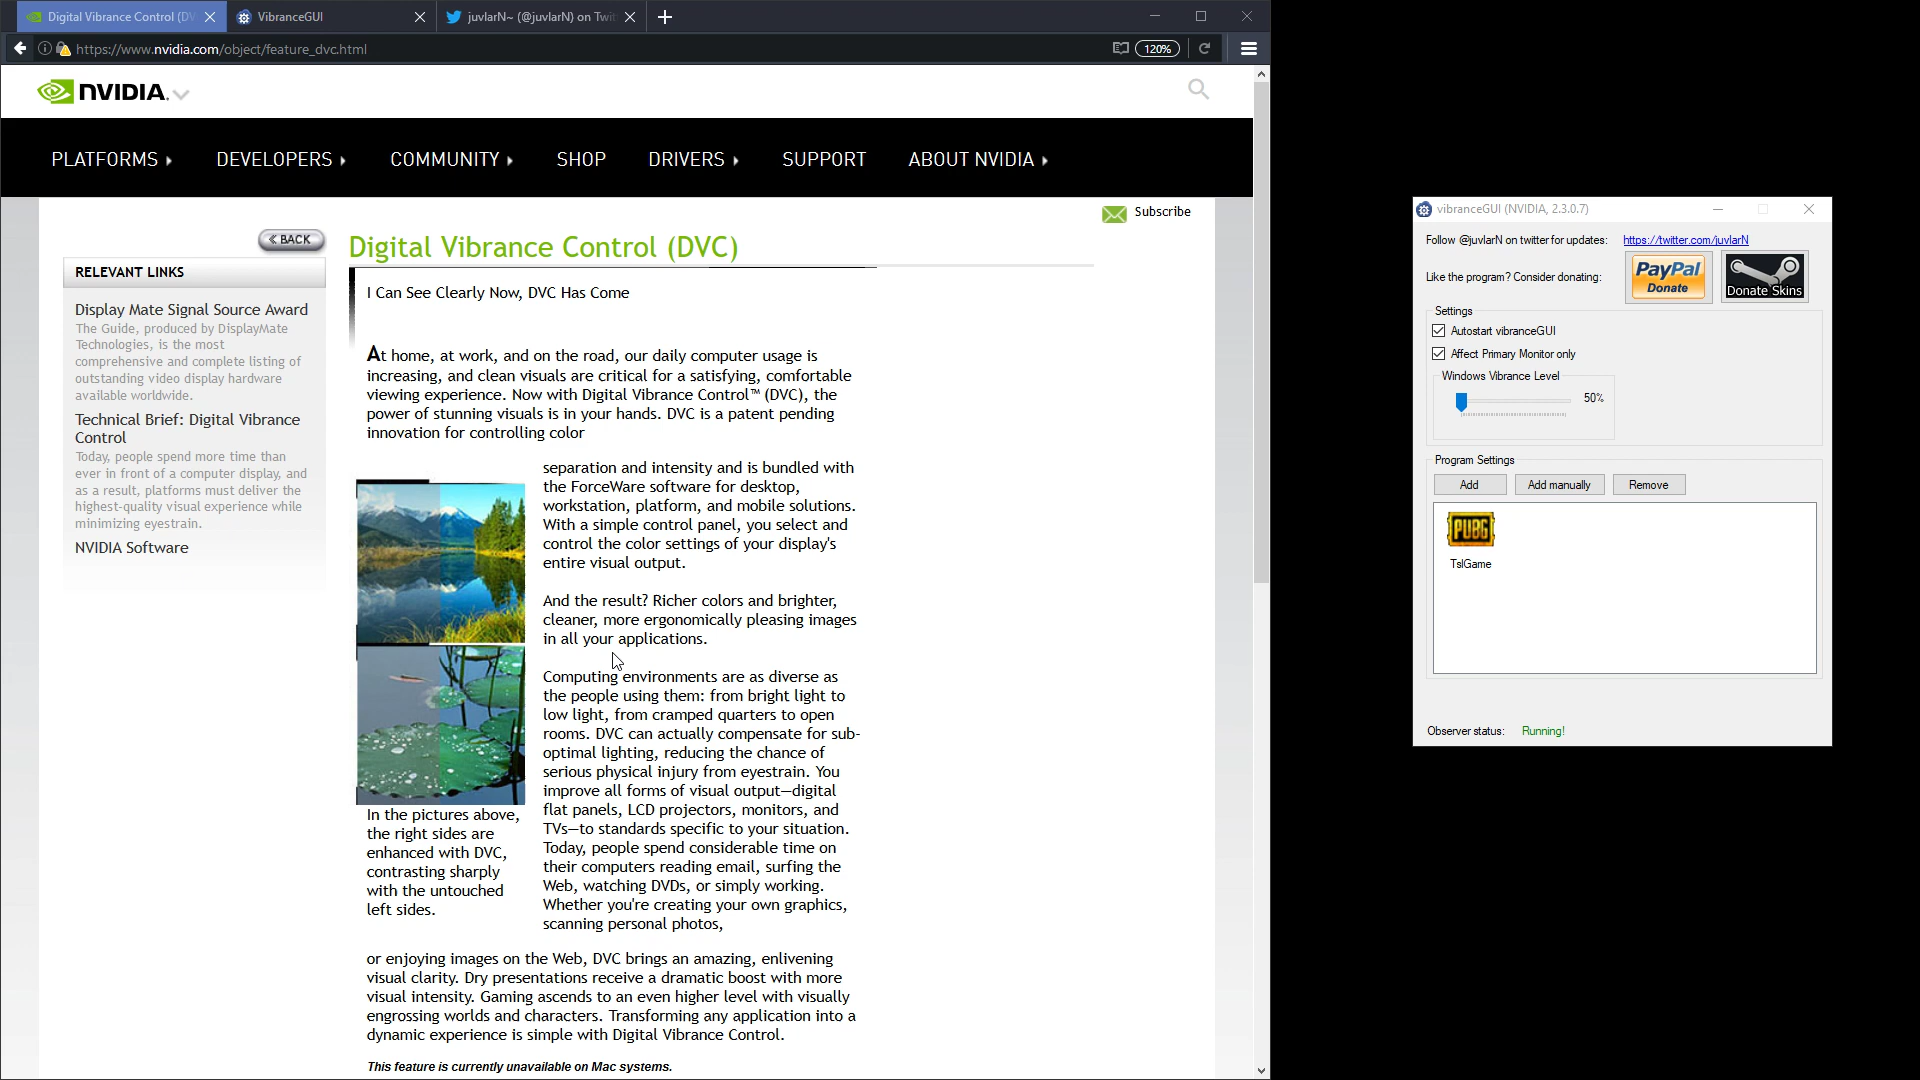 Digital Vibrance Control (DV
VibranceGUI
juvlarN~ (@juvlarN) on Twit
https://www.nvidia.com/object/feature_dvc.html
120%
NVIDIA.
PLATFORMS
DEVELOPERS
COMMUNITY
SHOP
DRIVERS
SUPPORT
ABOUT NVIDIA
Subscribe
BACK
RELEVANT LINKS
Display Mate Signal Source Award
The Guide, produced by DisplayMate
Technologies, is the most
comprehensive and complete listing of
outstanding video display hardware
available worldwide.
Technical Brief: Digital Vibrance
Control
Today, people spend more time than
ever in front of a computer display, and
as a result, platforms must deliver the
highest-quality visual experience while
minimizing eyestrain.
NVIDIA Software
Digital Vibrance Control (DVC)
I Can See Clearly Now, DVC Has Come
At home, at work, and on the road, our daily computer usage is
increasing, and clean visuals are critical for a satisfying, comfortable
viewing experience. Now with Digital Vibrance Control™ (DVC), the
power of stunning visuals is in your hands. DVC is a patent pending
innovation for controlling color
separation and intensity and is bundled with
the ForceWare software for desktop,
workstation, platform, and mobile solutions.
With a simple control panel, you select and
control the color settings of your display's
entire visual output.
And the result? Richer colors and brighter,
cleaner, more ergonomically pleasing images
in all your applications.
Computing environments are as diverse as
the people using them: from bright light to
low light, from cramped quarters to open
rooms. DVC can actually compensate for sub-
optimal lighting, reducing the chance of
serious physical injury from eyestrain. You
improve all forms of visual output—digital
flat panels, LCD projectors, monitors, and
TVs—to standards specific to your situation.
Today, people spend considerable time on
their computers reading email, surfing the
Web, watching DVDs, or simply working.
Whether you're creating your own graphics,
scanning personal photos,
In the pictures above,
the right sides are
enhanced with DVC,
contrasting sharply
with the untouched
left sides.
or enjoying images on the Web, DVC brings an amazing, enlivening
visual clarity. Dry presentations receive a dramatic boost with more
visual intensity. Gaming ascends to an even higher level with visually
engrossing worlds and characters. Transforming any application into a
dynamic experience is simple with Digital Vibrance Control.
This feature is currently unavailable on Mac systems.
vibranceGUI (NVIDIA, 2.3.0.7)
Follow @juvlarN on twitter for updates:
https://twitter.com/juvlarN
Like the program? Consider donating:
PayPal
Donate
Donate Skins
Settings
Autostart vibranceGUI
Affect Primary Monitor only
Windows Vibrance Level
50%
Program Settings
Add
Add manually
Remove
PUBG
TslGame
Observer status:
Running!